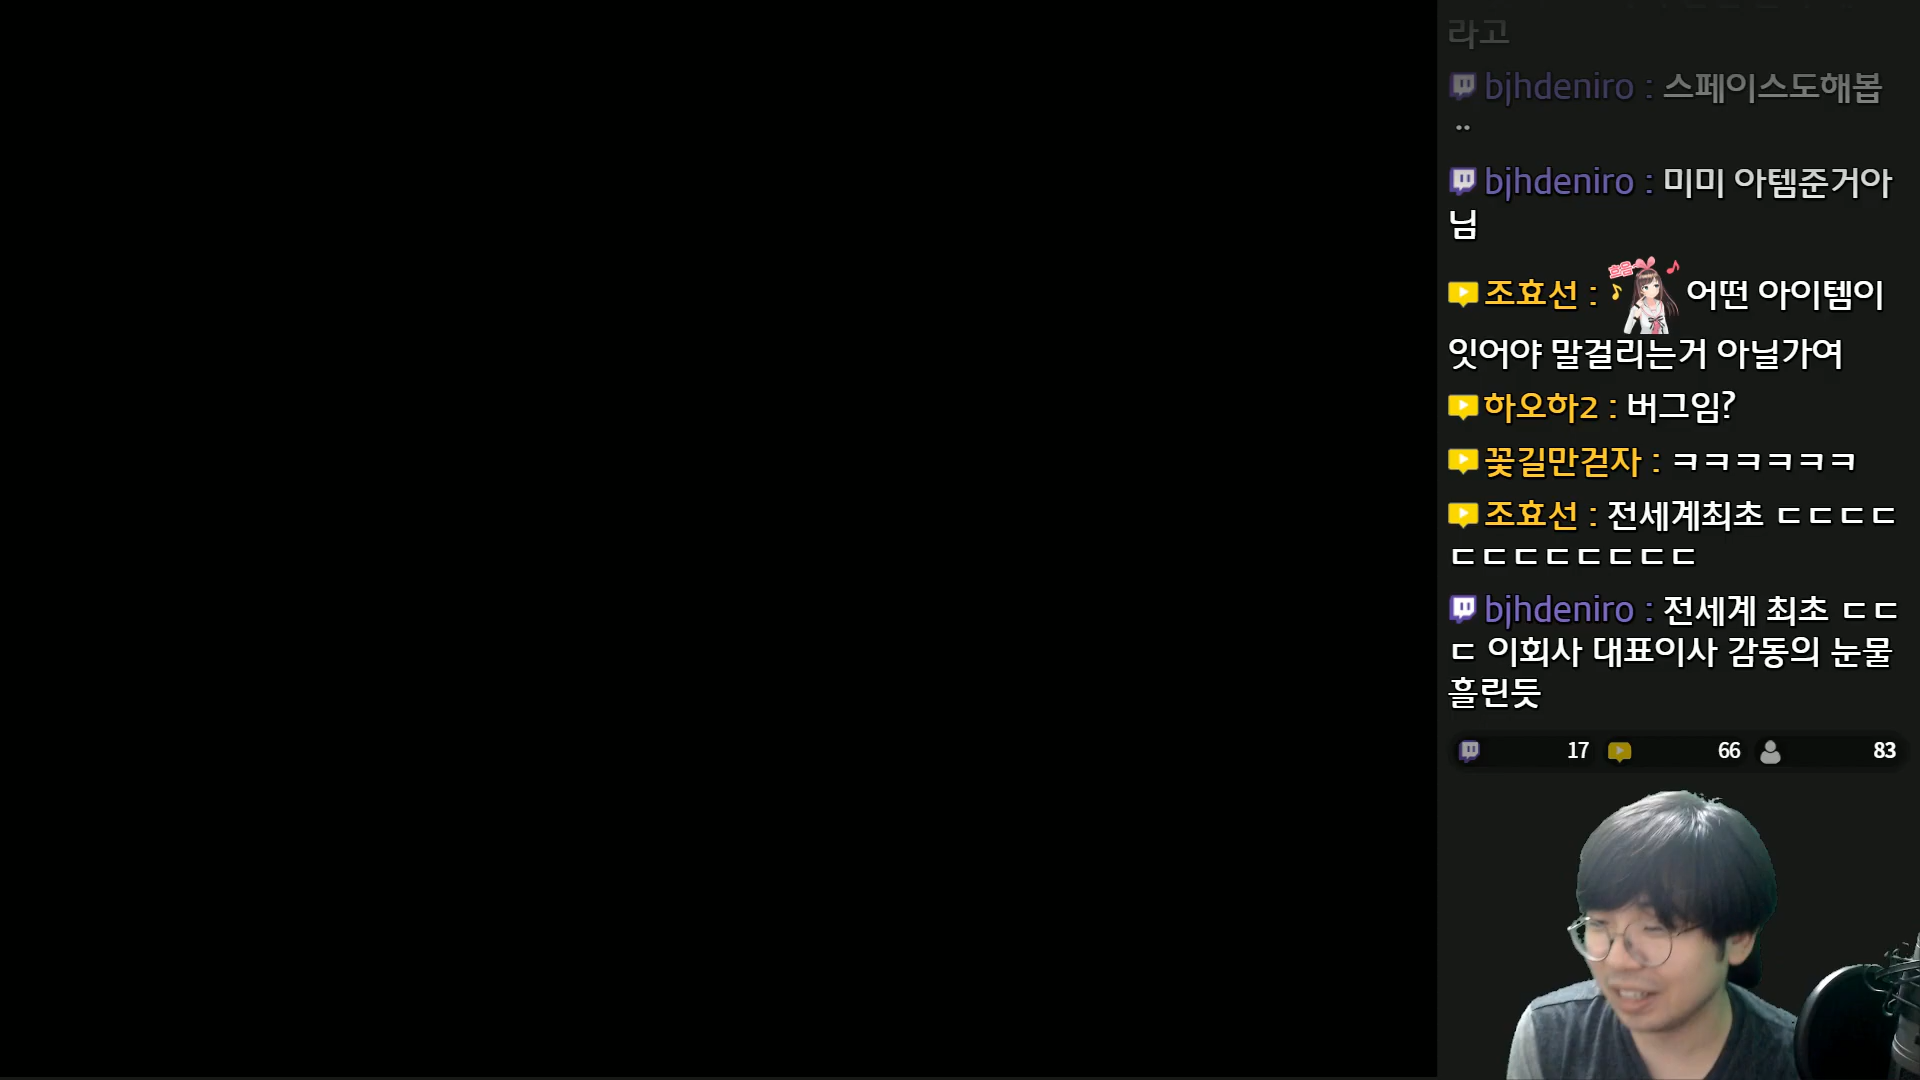 라고
bjhdeniro : 스페이스도해봅
..
bjhdeniro : 미미 아템준거아
님
조효선 : 흐음 어떤 아이템이
잇어야 말걸리는거 아닐가여
하오하2 : 버그임?
꽃길만걷자 : ㅋㅋㅋㅋㅋㅋ
조효선 : 전세계최초 ㄷㄷㄷㄷ
ㄷㄷㄷㄷㄷㄷㄷㄷ
bjhdeniro : 전세계 최초 ㄷㄷ
ㄷ 이회사 대표이사 감동의 눈물
흘린듯
17 66 83